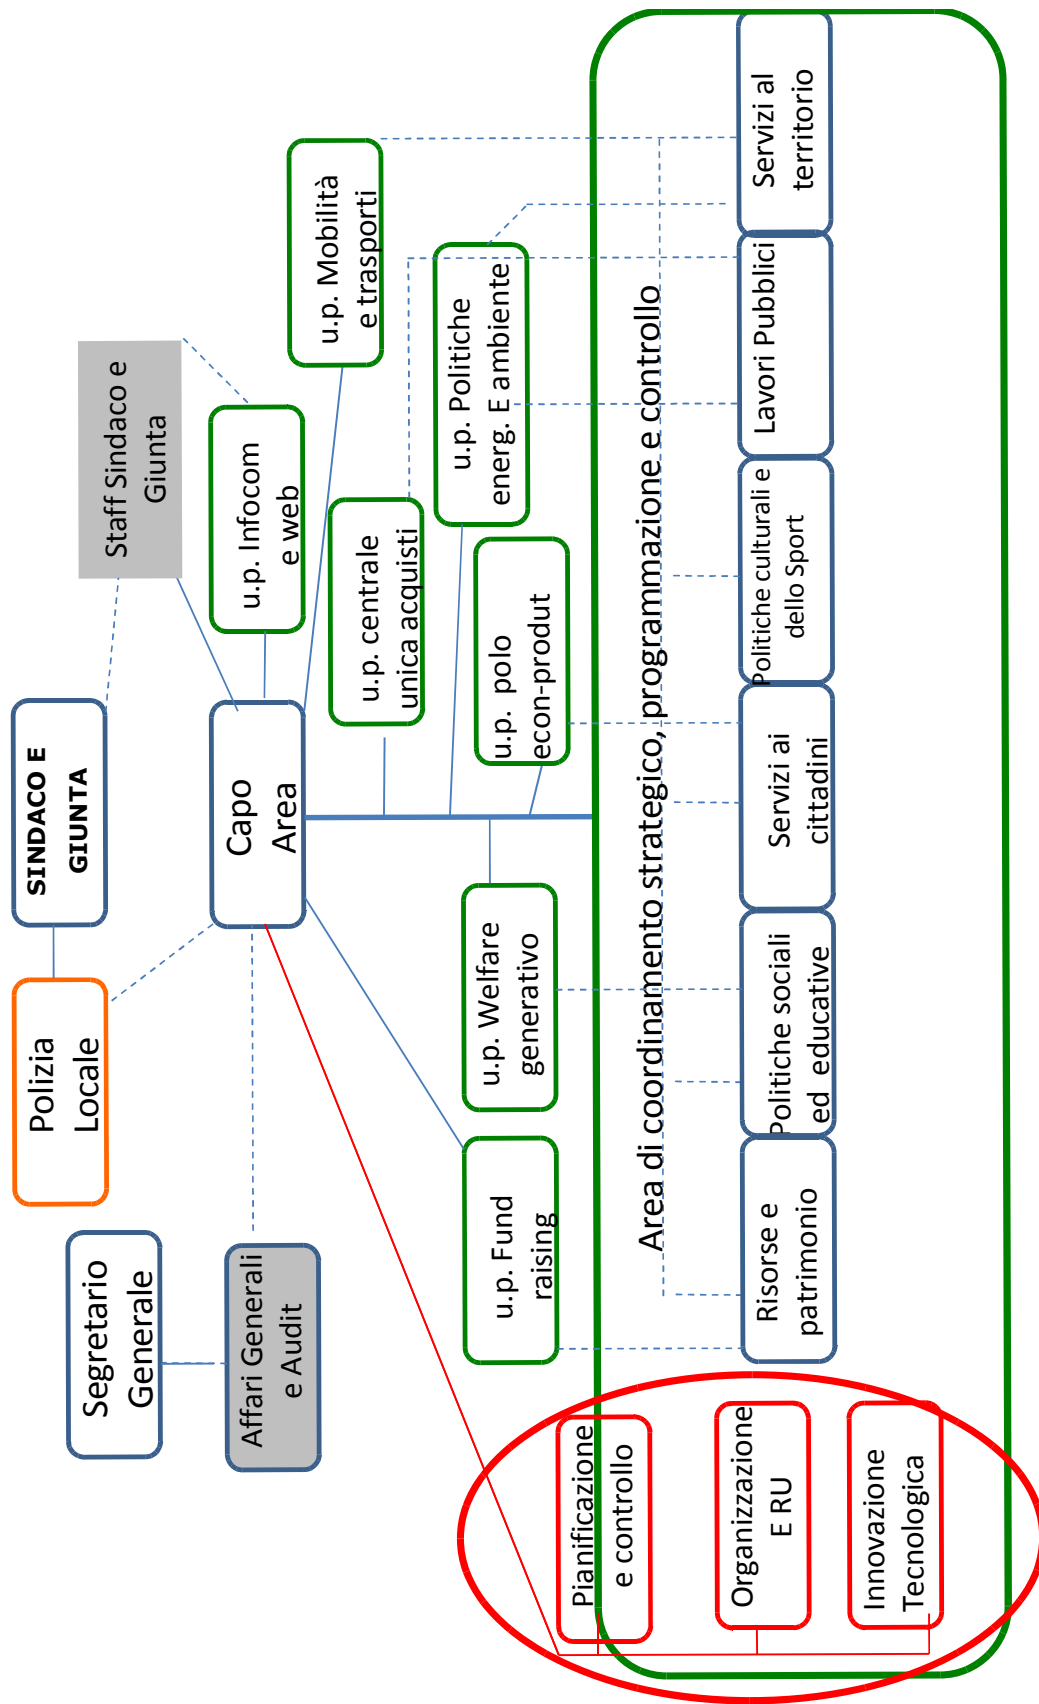 SINDACO E
GIUNTA
Staff Sindaco e
Giunta
Polizia
Locale
Segretario
Generale
Capo
Area
Affari Generali
e Audit
u.p. Infocom
e web
u.p. Mobilità
e trasporti
u.p. centrale
unica acquisti
u.p. Politiche
energ. E ambiente
u.p. polo
econ-produt
u.p. Welfare
generativo
u.p. Fund
raising
Area di coordinamento strategico, programmazione e controllo
Pianificazione
e controllo
Organizzazione
E RU
Innovazione
Tecnologica
Risorse e
patrimonio
Politiche sociali
ed educative
Servizi ai
cittadini
Politiche culturali e
dello Sport
Lavori Pubblici
Servizi al
territorio